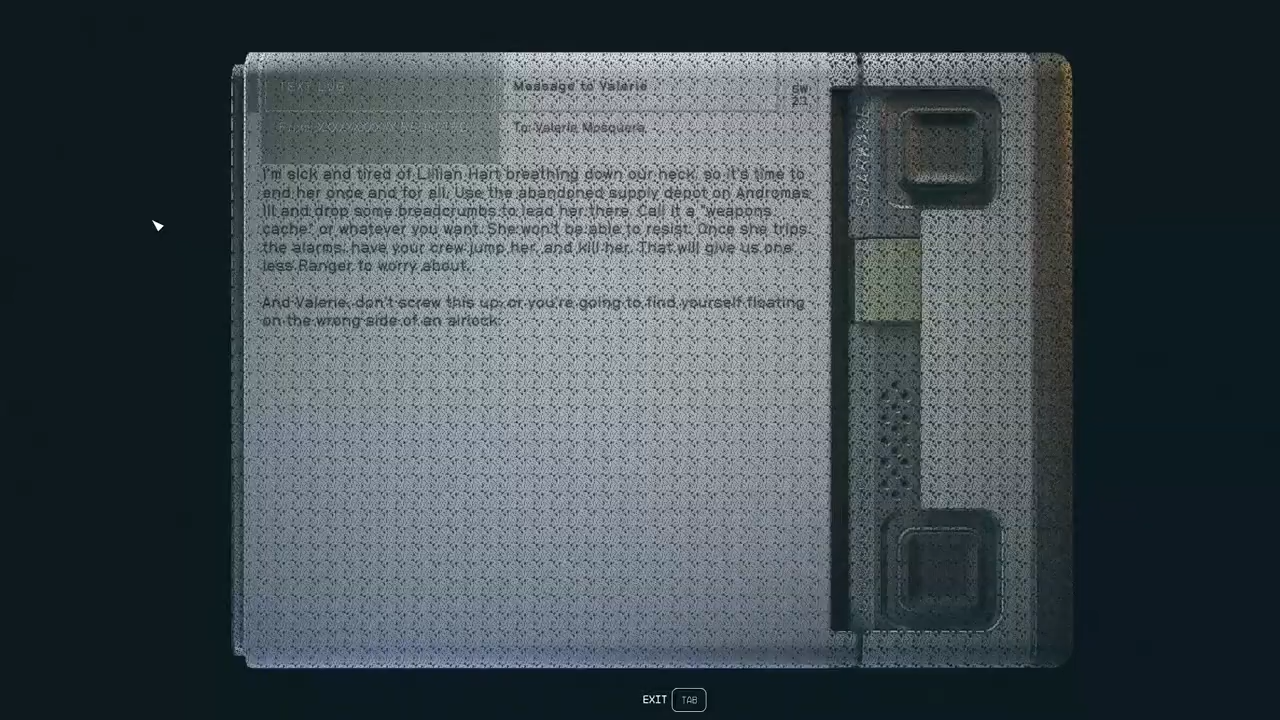 TEXT LOG
Message to Valerie
SW
21
To: Valerie Mosquera
I'm sick and tired of Lillian Hart breathing down our neck, so it's time to
end her once and for all. Use the abandoned supply depot on Andromas
III and drop some breadcrumbs to lead her there. Call it a "weapons
cache" or whatever you want. She won't be able to resist. Once she trips
the alarms, have your crew jump her, and kill her. That will give us one
less Ranger to worry about.
And Valerie, don't screw this up, or you're going to find yourself floating
on the wrong side of an airlock.
STARWARE
EXIT TAB